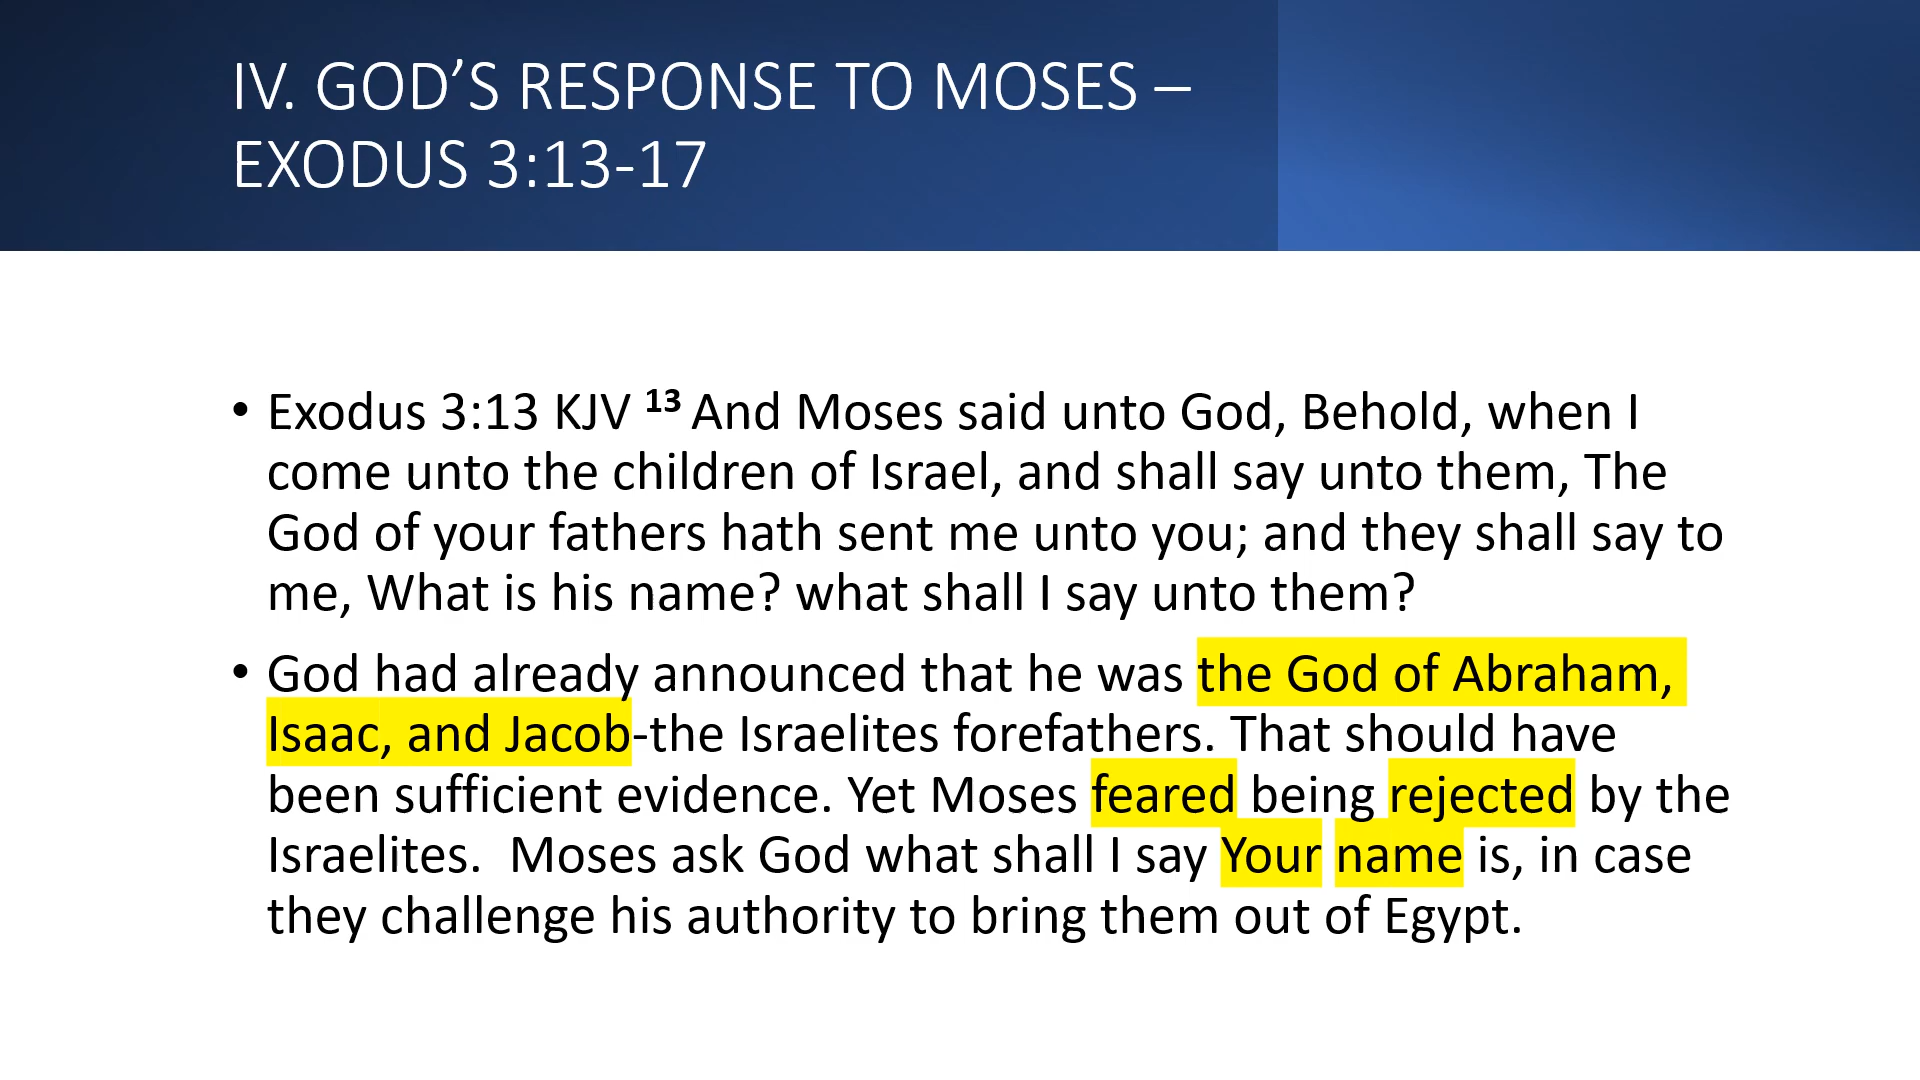 IV. GOD’S RESPONSE TO MOSES –
EXODUS 3:13-17
• Exodus 3:13 KJV 13 And Moses said unto God, Behold, when I
come unto the children of Israel, and shall say unto them, The
God of your fathers hath sent me unto you; and they shall say to
me, What is his name? what shall I say unto them?
• God had already announced that he was the God of Abraham,
Isaac, and Jacob-the Israelites forefathers. That should have
been sufficient evidence. Yet Moses feared being rejected by the
Israelites.  Moses ask God what shall I say Your name is, in case
they challenge his authority to bring them out of Egypt.